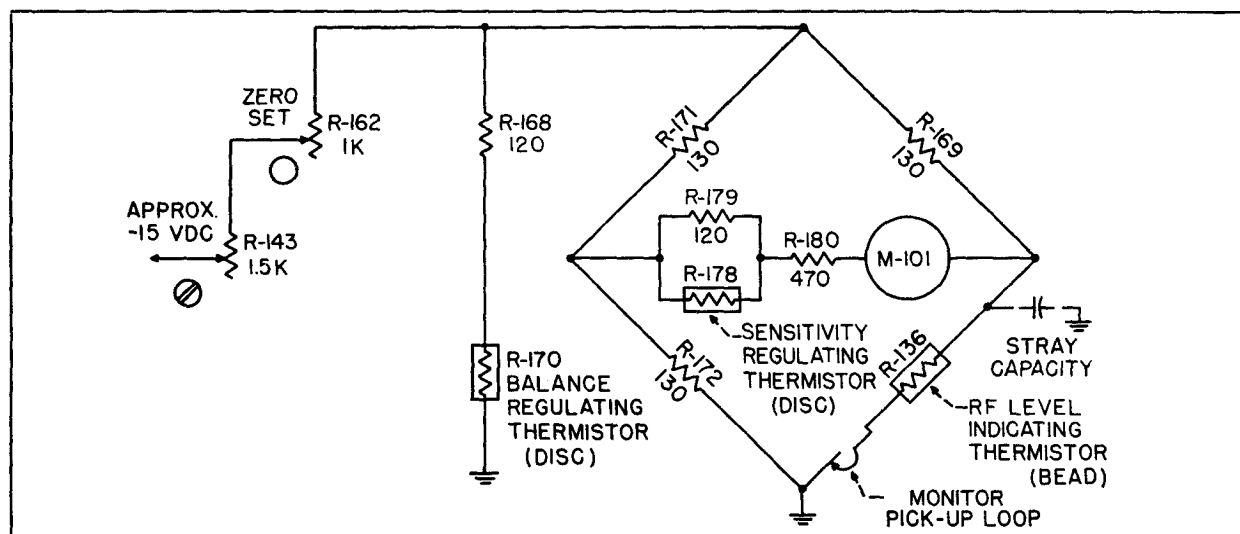 ZERO
SET
R-162
1K
APPROX.
-15 VDC
R-143
1.5K
R-168
120
R-170
BALANCE
REGULATING
THERMISTOR
(DISC)
R-171
130
R-169
130
R-179
120
R-178
R-180
470
M-101
SENSITIVITY
REGULATING
THERMISTOR
(DISC)
R-172
130
R-136
STRAY
CAPACITY
RF LEVEL
INDICATING
THERMISTOR
(BEAD)
MONITOR
PICK-UP LOOP